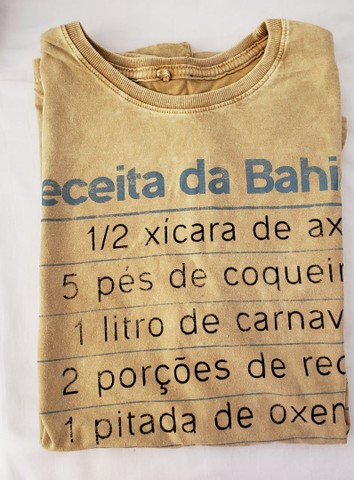 eceita da Bahi
1/2 xícara de ax
5 pés de coqueir
1 litro de carnav
2 porções de rec
1 pitada de oxen